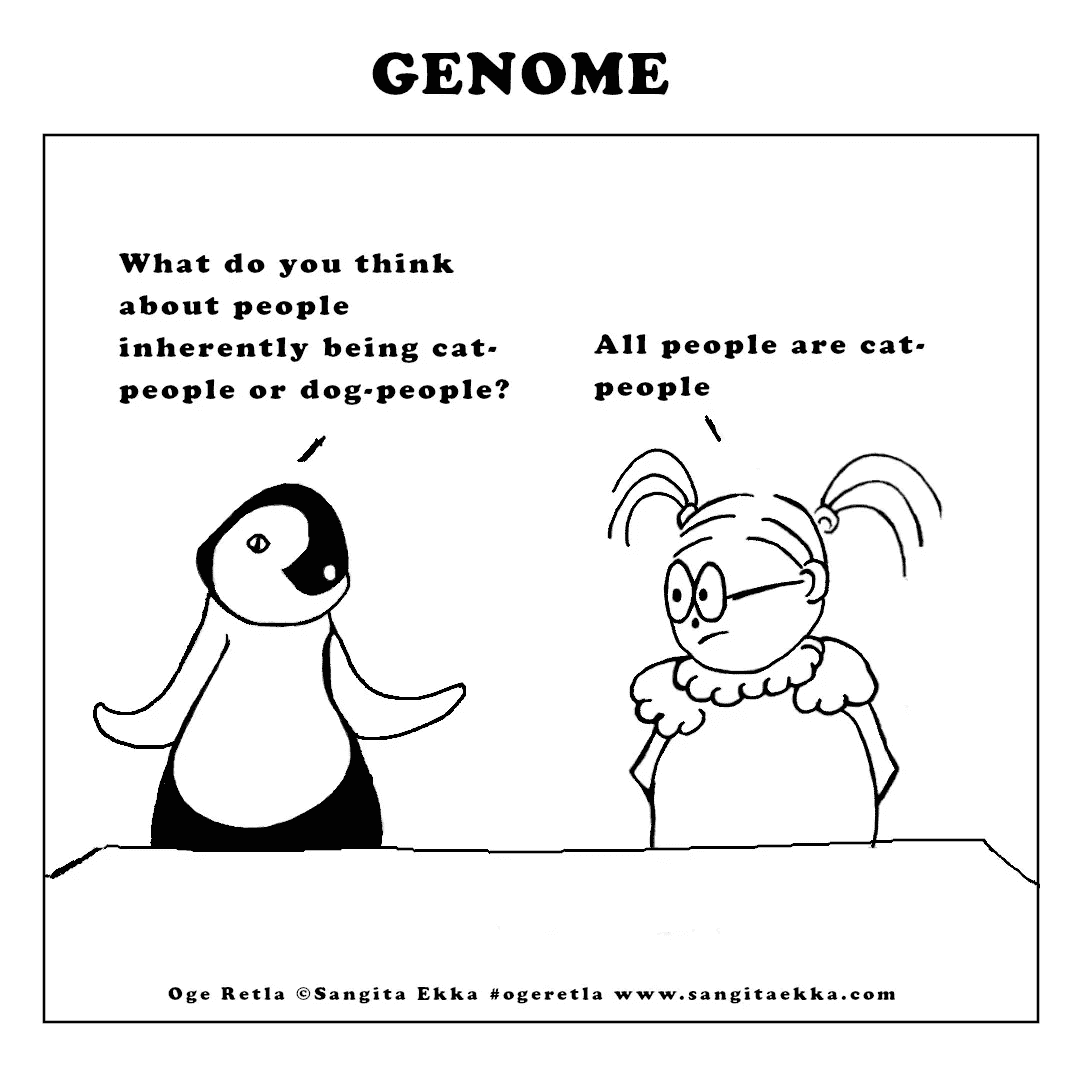 GENOME
What do you think
about people
inherently being cat-
people or dog-people?
All people are cat-
people
Oge Retla ©Sangita Ekka #ogeretla www.sangitaekka.com